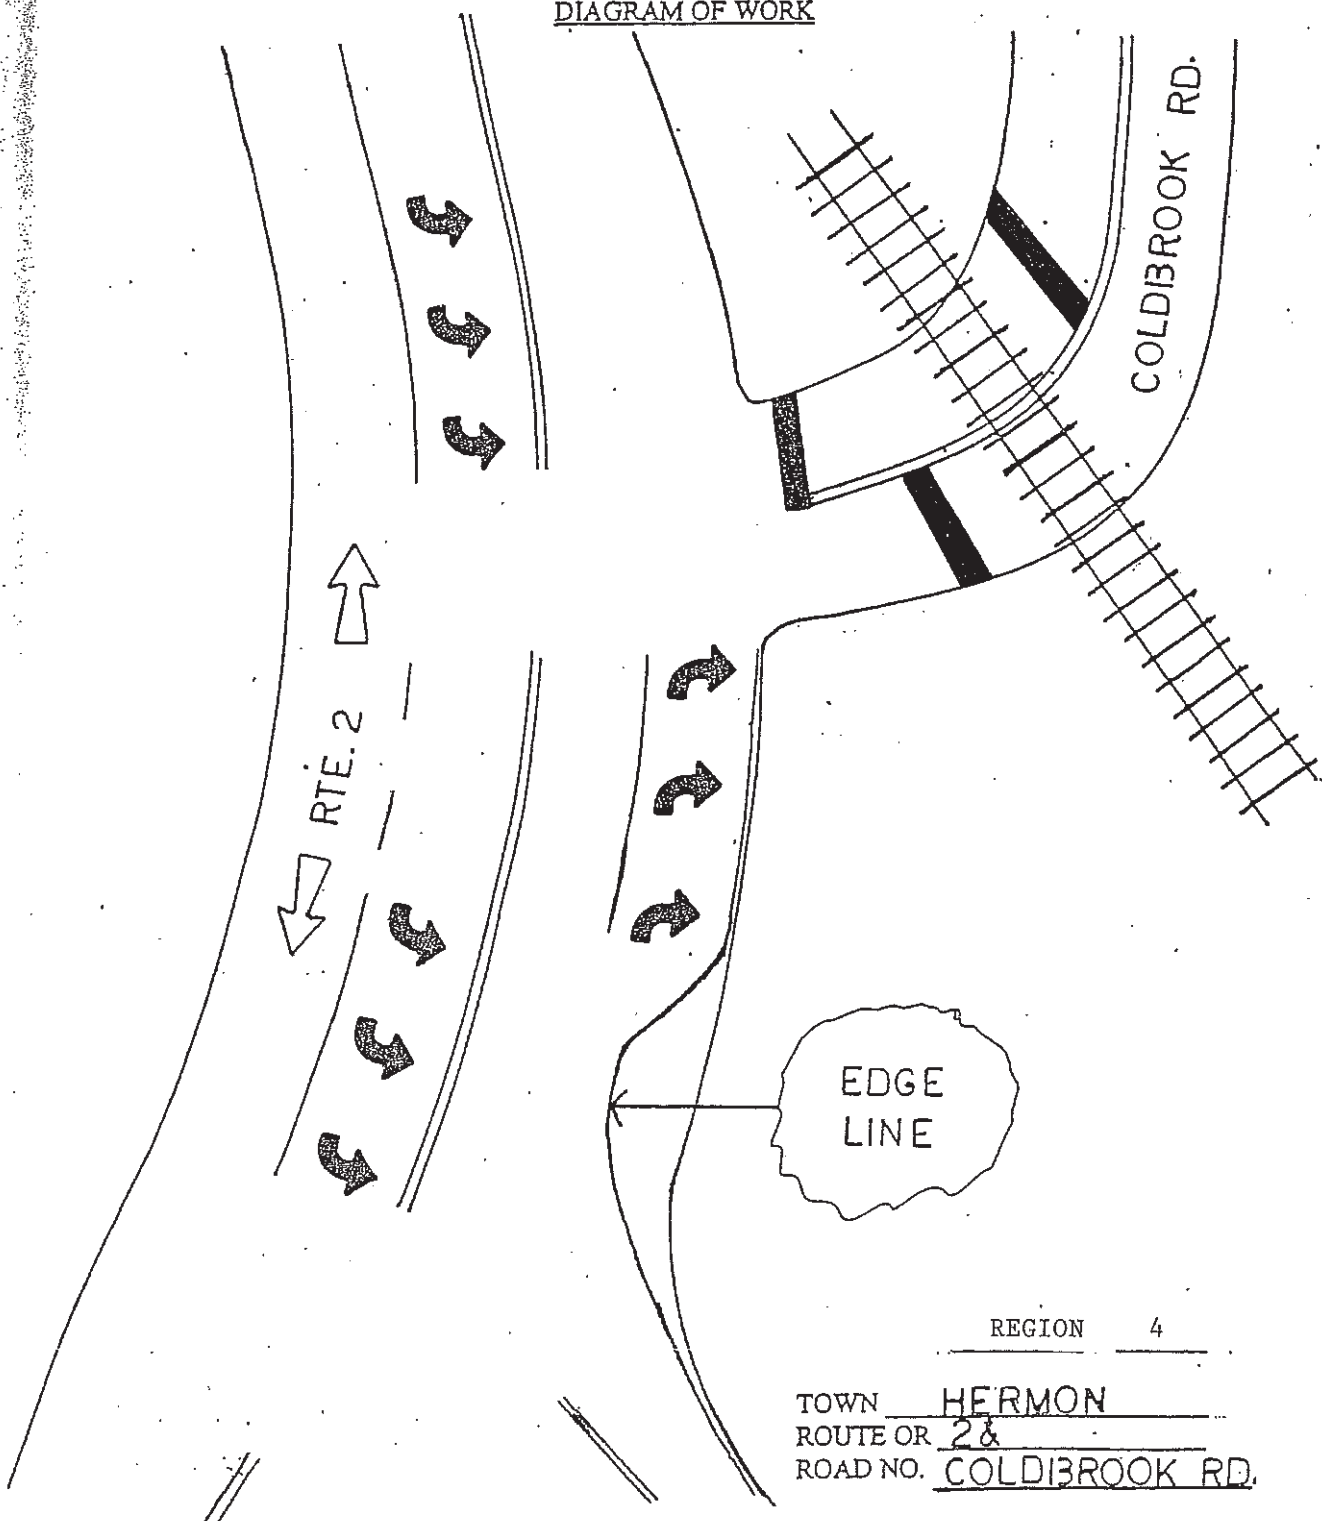 DIAGRAM OF WORK
COLDBROOK RD.
RTE. 2
EDGE
LINE
REGION 4
TOWN HERMON
ROUTE OR 2&
ROAD NO. COLDBROOK RD.